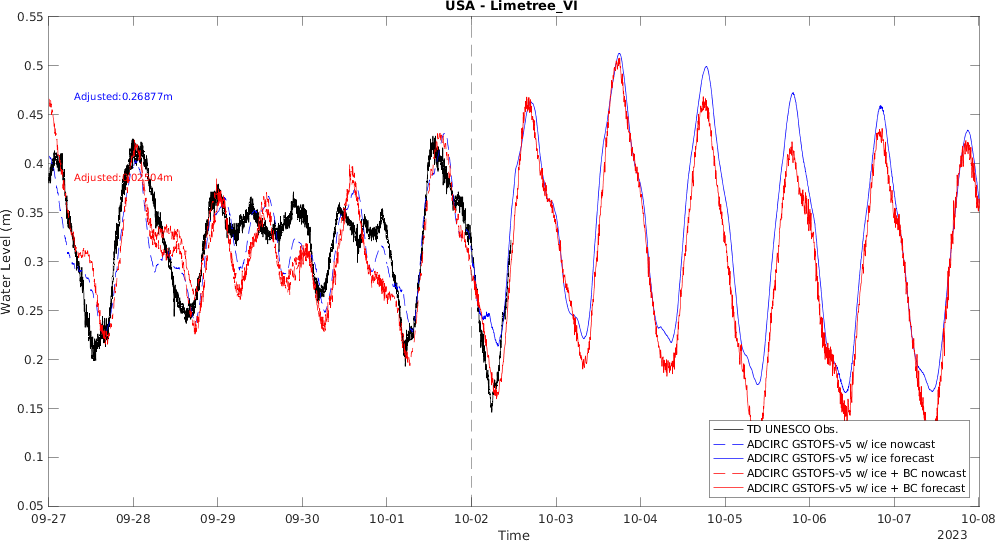 USA - Limetree_VI
0.55
0.5
0.45
0.4
0.35
0.3
0.25
0.2
0.15
0.1
0.05
Water Level (m)
Adjusted:0.26877m
TD UNESCO Obs.
ADCIRC GSTOFS-v5 w/ ice nowcast
ADCIRC GSTOFS-v5 w/ ice forecast
ADCIRC GSTOFS-v5 w/ ice + BC nowcast
ADCIRC GSTOFS-v5 w/ ice + BC forecast
09-27 09-28 09-29 09-30 10-01 10-02 10-03 10-04 10-05 10-06 10-07 10-08
Time
2023